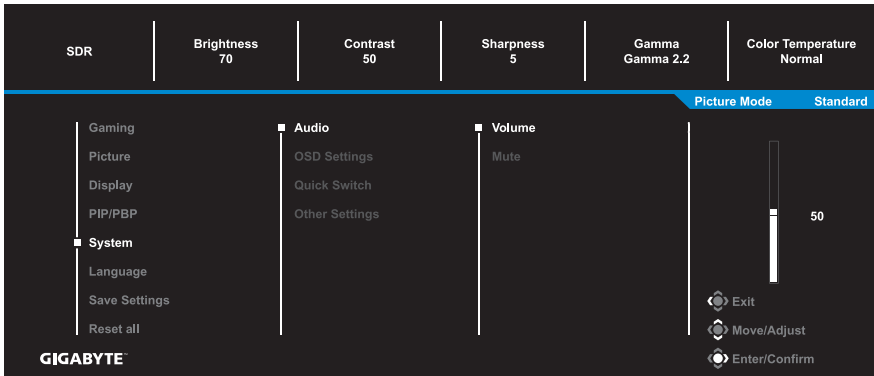 SDR
Brightness
70
Contrast
50
Sharpness
5
Gamma
Gamma 2.2
Color Temperature
Normal
Picture Mode Standard
Gaming
Picture
Display
PIP/PBP
System
Language
Save Settings
Reset all
Audio
OSD Settings
Quick Switch
Other Settings
Volume
Mute
50
Exit
Move/Adjust
Enter/Confirm
GIGABYTE™